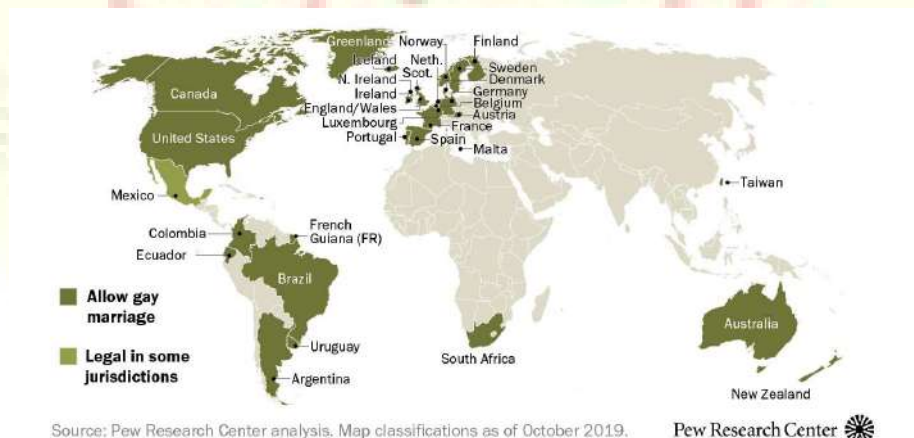 Greenland
Norway
Finland
Iceland
Neth.
Scot.
Sweden
N. Ireland
Denmark
Ireland
Germany
England/Wales
Belgium
Luxembourg
Austria
France
Portugal
Spain
Malta
Canada
United States
Mexico
Taiwan
Colombia
French
Guiana (FR)
Ecuador
Brazil
Allow gay
marriage
Australia
Legal in some
jurisdictions
Uruguay
South Africa
Argentina
New Zealand
Source: Pew Research Center analysis. Map classifications as of October 2019.
Pew Research Center